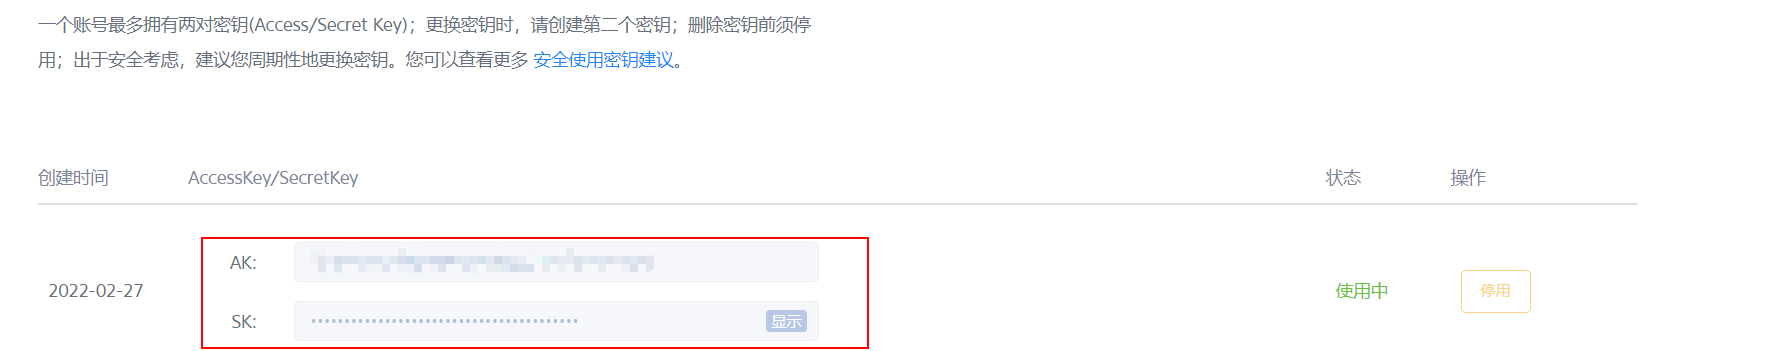 一个账号最多拥有两对密钥(Access/Secret Key)；更换密钥时，请创建第二个密钥；删除密钥前须停
用；出于安全考虑，建议您周期性地更换密钥。您可以查看更多 安全使用密钥建议。
创建时间 AccessKey/SecretKey 状态 操作
AK:
2022-02-27 使用中 停用
SK: 显示